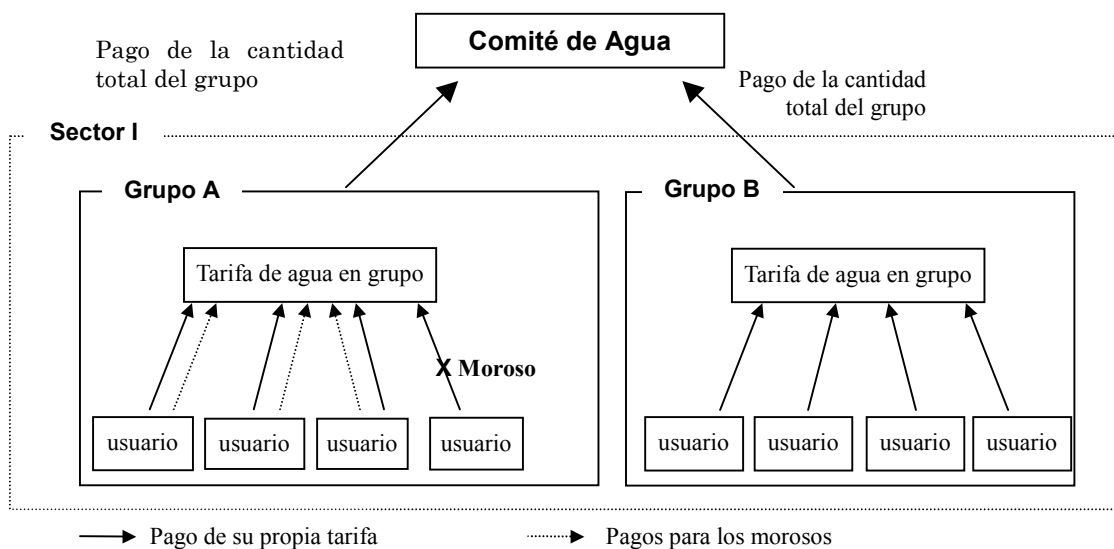 Comité de Agua
Pago de la cantidad
total del grupo
Pago de la cantidad
total del grupo
Sector I
Grupo A
Grupo B
Tarifa de agua en grupo
Tarifa de agua en grupo
X Moroso
usuario
usuario
usuario
usuario
usuario
usuario
usuario
usuario
Pago de su propia tarifa
Pagos para los morosos